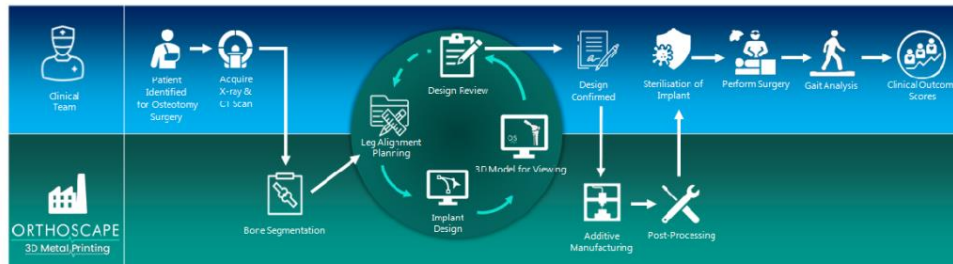 Clinical
Team
Patient
Identified
for Osteotomy
Surgery
Acquire
X-ray &
CT Scan
Bone Segmentation
Leg Alignment
Planning
Implant
Design
3D Model for Viewing
Design Review
Design
Confirmed
Additive
Manufacturing
Post-Processing
Sterilisation of
Implant
Perform Surgery
Gait Analysis
Clinical Outcom
Scores
ORTHOSCAPE
3D Metal Printing